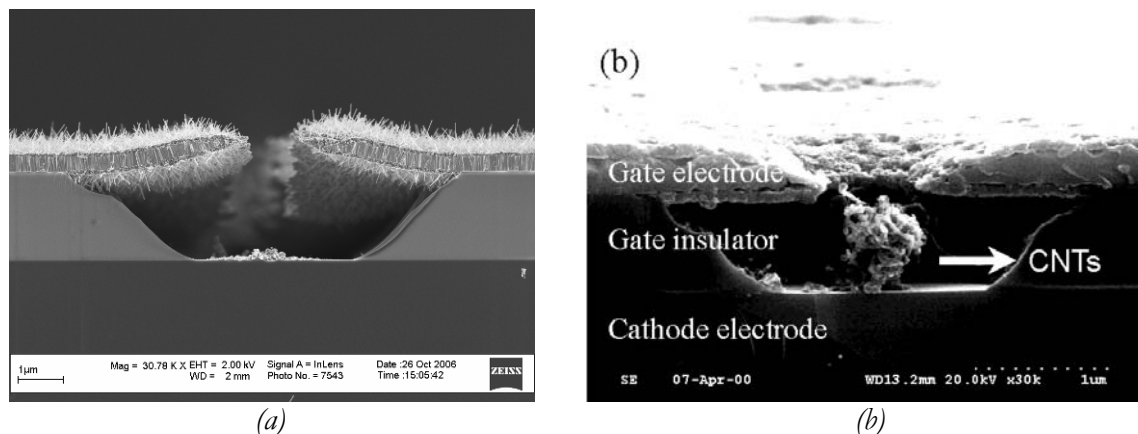 1µm
Mag = 30.78 K X EHT = 2.00 kV Signal A = InLens Date :26 Oct 2006
WD = 2 mm Photo No. = 7543 Time :15:05:42
ZEISS
(b)
Gate electrode
Gate insulator
CNTs
Cathode electrode
SE 07-Apr-00 WD13.2mm 20.0kV x30k 1um
(a) (b)